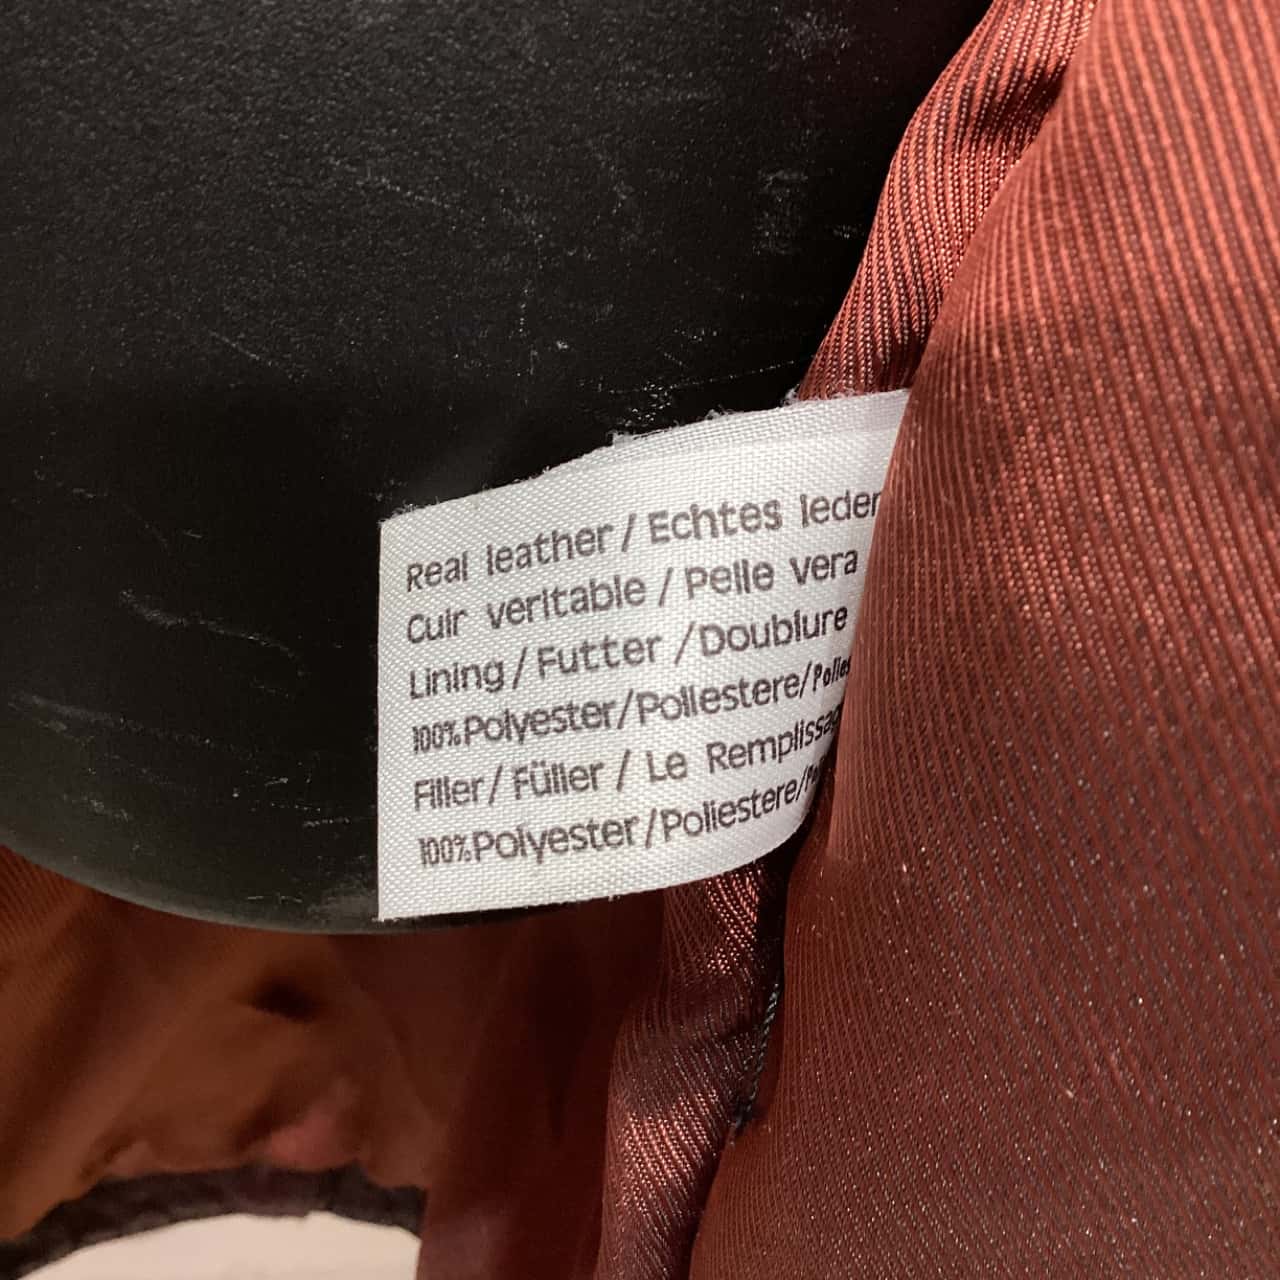 Real leather / Echtes leder
Cuir veritable / Pelle vera
Lining / Futter / Doublure
100% Polyester/Poliestere/
Filler / Füller / Le
100% Polyester/Poliestere/